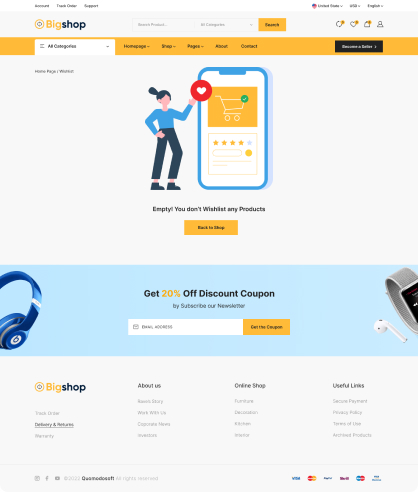 Account Track Order Support United State USD English
Bigshop Search Product... All Categories Search
All Categories Homepage Shop Pages About Contact Become a Seller
Home Page / Wishlist
Empty! You don't Wishlist any Products
Back to Shop
Get 20% Off Discount Coupon
by Subscribe our Newsletter
EMAIL ADDRESS Get the Coupon
Bigshop About us Online Shop Useful Links
Raven Story Furniture Secure Payment
Track Order Work With Us Decoration Privacy Policy
Delivery & Returns Coporate News Kitchen Terms of Use
Warranty Investors Interior Archived Products
©2022 Quomodosoft All rights reserved
VISA